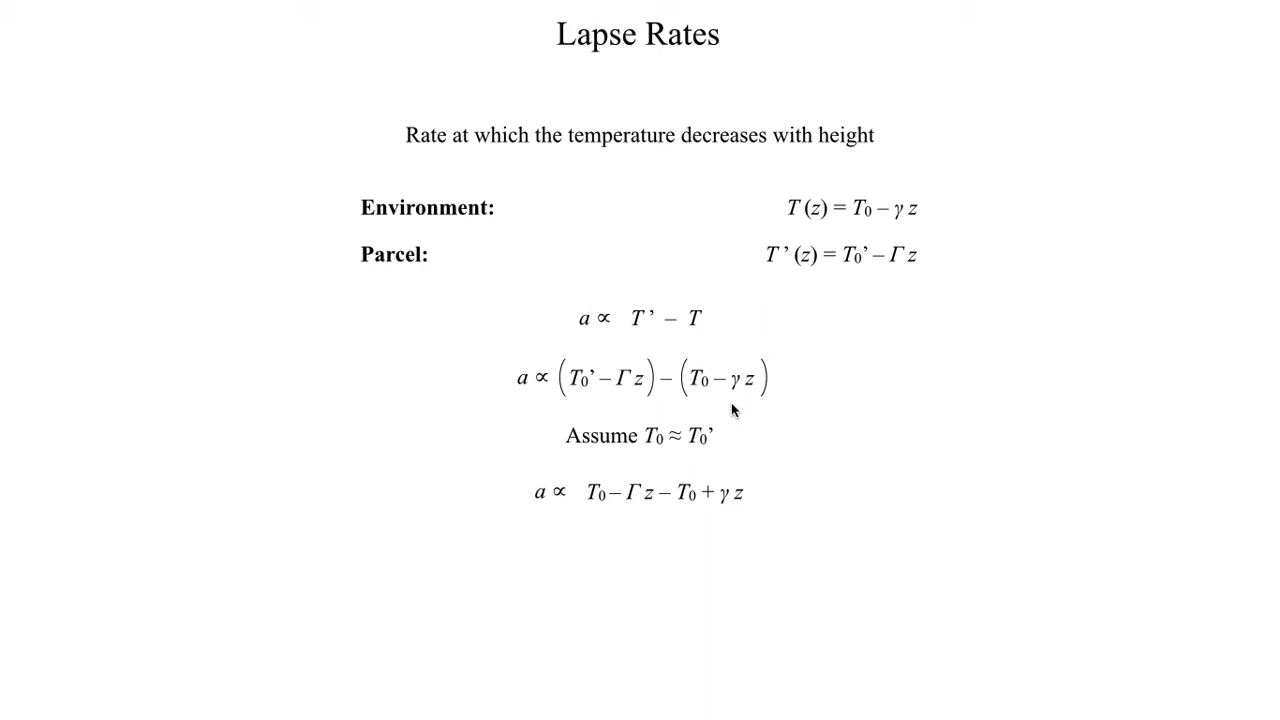 Lapse Rates
Rate at which the temperature decreases with height
Environment: T (z) = T₀ – γ z
Parcel: T ’ (z) = T₀’ – Γ z
a ∝ T ’ – T
a ∝ (T₀’ – Γ z) – (T₀ – γ z)
Assume T₀ ≈ T₀’
a ∝ T₀ – Γ z – T₀ + γ z